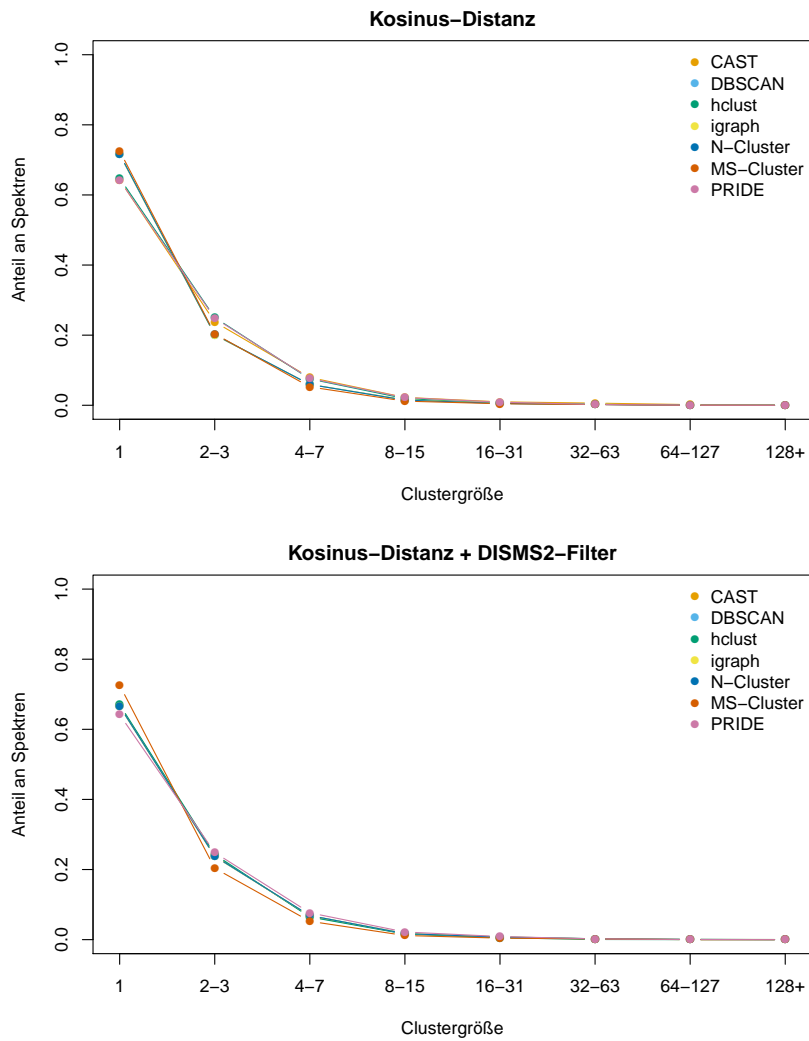 Kosinus−Distanz
Anteil an Spektren
1.0
0.8
0.6
0.4
0.2
0.0
CAST
DBSCAN
hclust
igraph
N−Cluster
MS−Cluster
PRIDE
1 2−3 4−7 8−15 16−31 32−63 64−127 128+
Clustergröße
Kosinus−Distanz + DISMS2−Filter
Anteil an Spektren
1.0
0.8
0.6
0.4
0.2
0.0
CAST
DBSCAN
hclust
igraph
N−Cluster
MS−Cluster
PRIDE
1 2−3 4−7 8−15 16−31 32−63 64−127 128+
Clustergröße